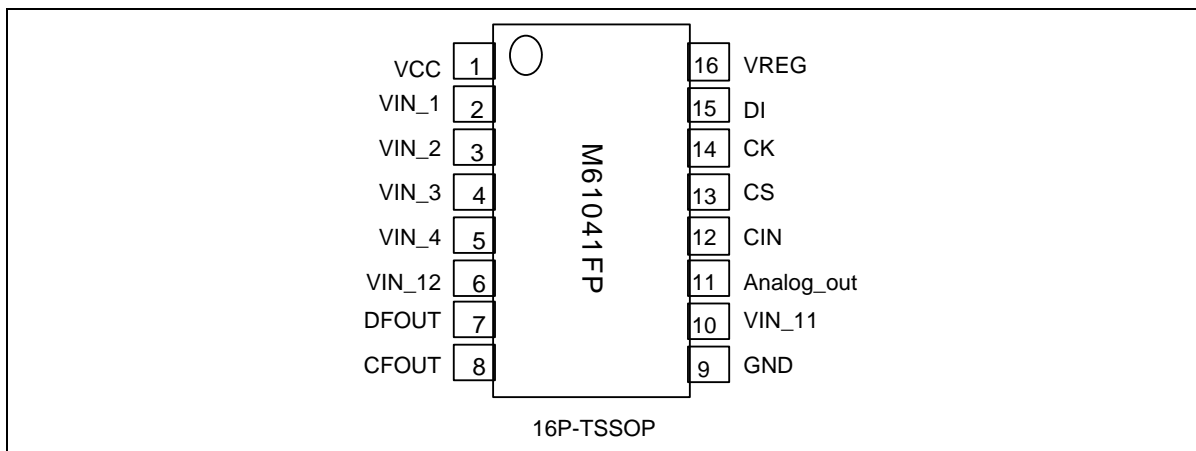 VCC 1 16 VREG
VIN_1 2 15 DI
VIN_2 3 14 CK
VIN_3 4 13 CS
VIN_4 5 12 CIN
VIN_12 6 11 Analog_out
DFOUT 7 10 VIN_11
CFOUT 8 9 GND
M61041FP
16P-TSSOP